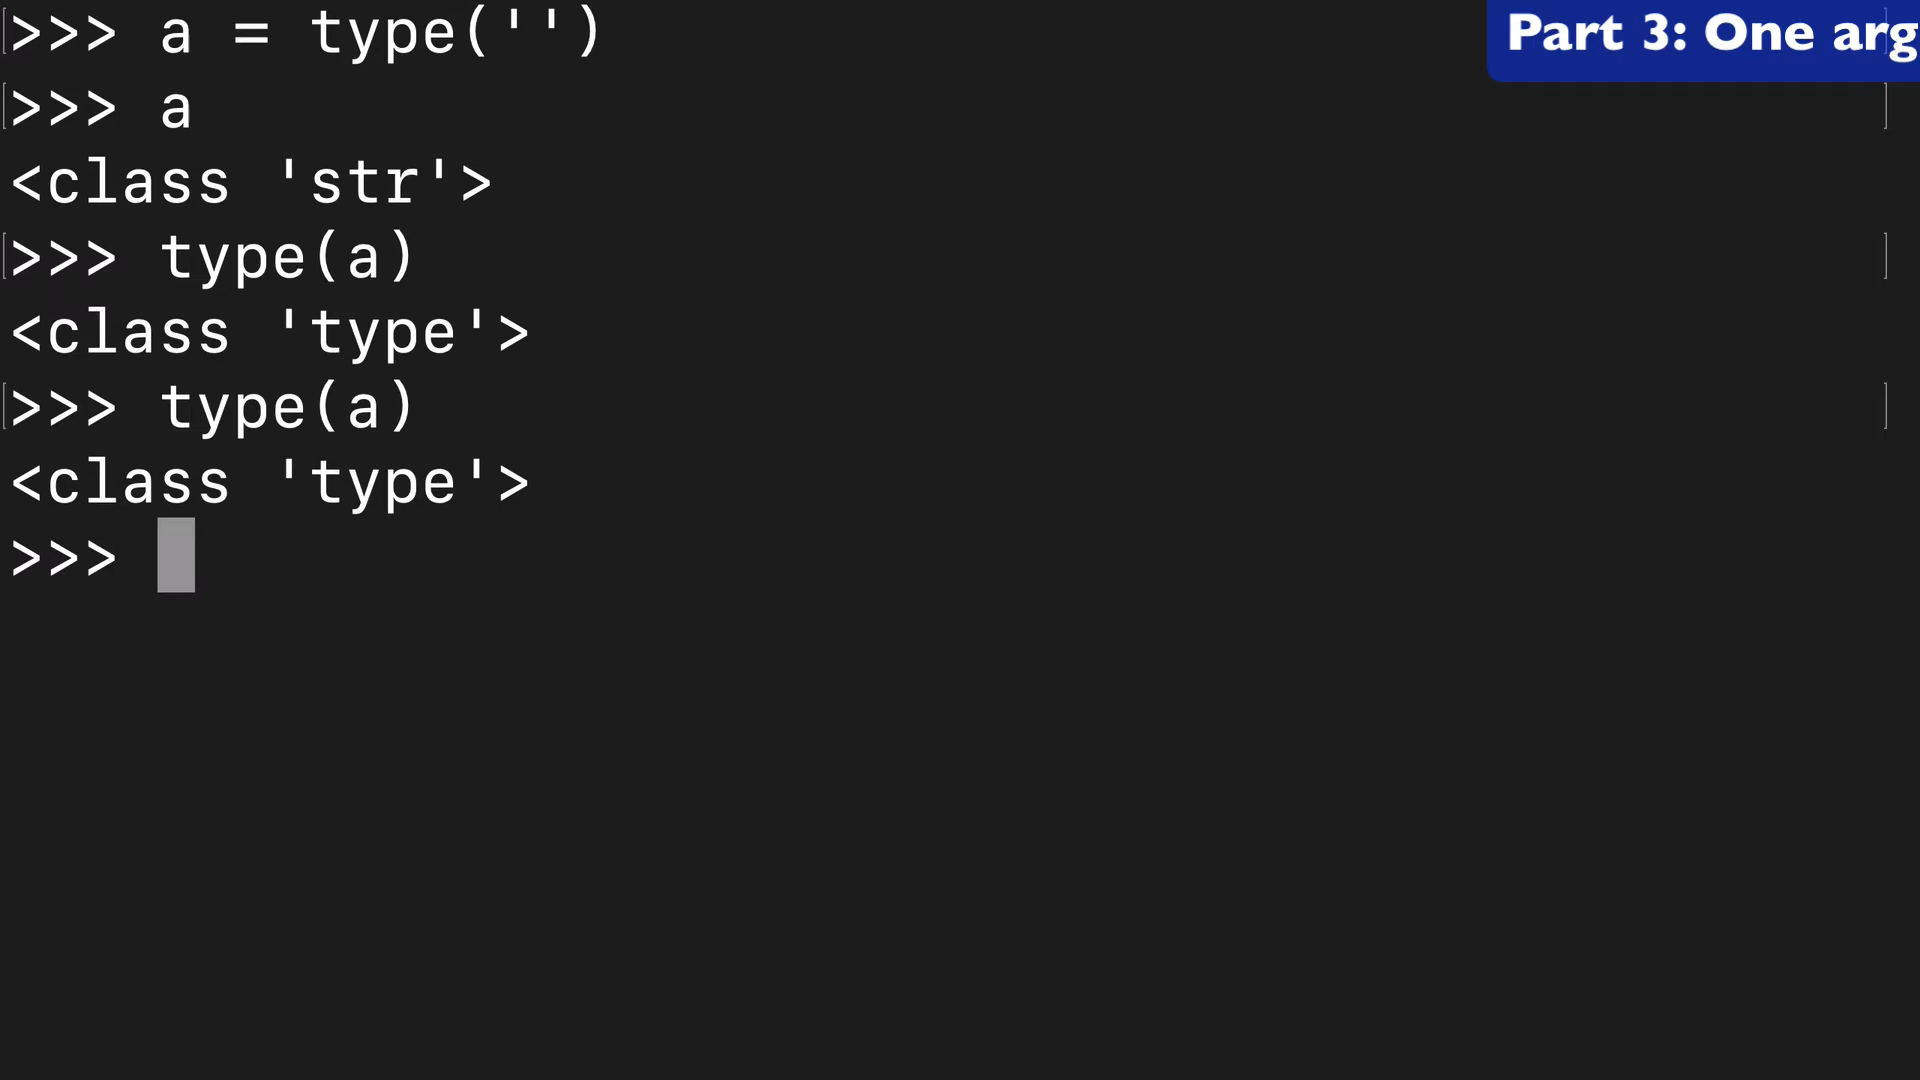 >>> a = type('')
Part 3: One arg
>>> a
<class 'str'>
>>> type(a)
<class 'type'>
>>> type(a)
<class 'type'>
>>>